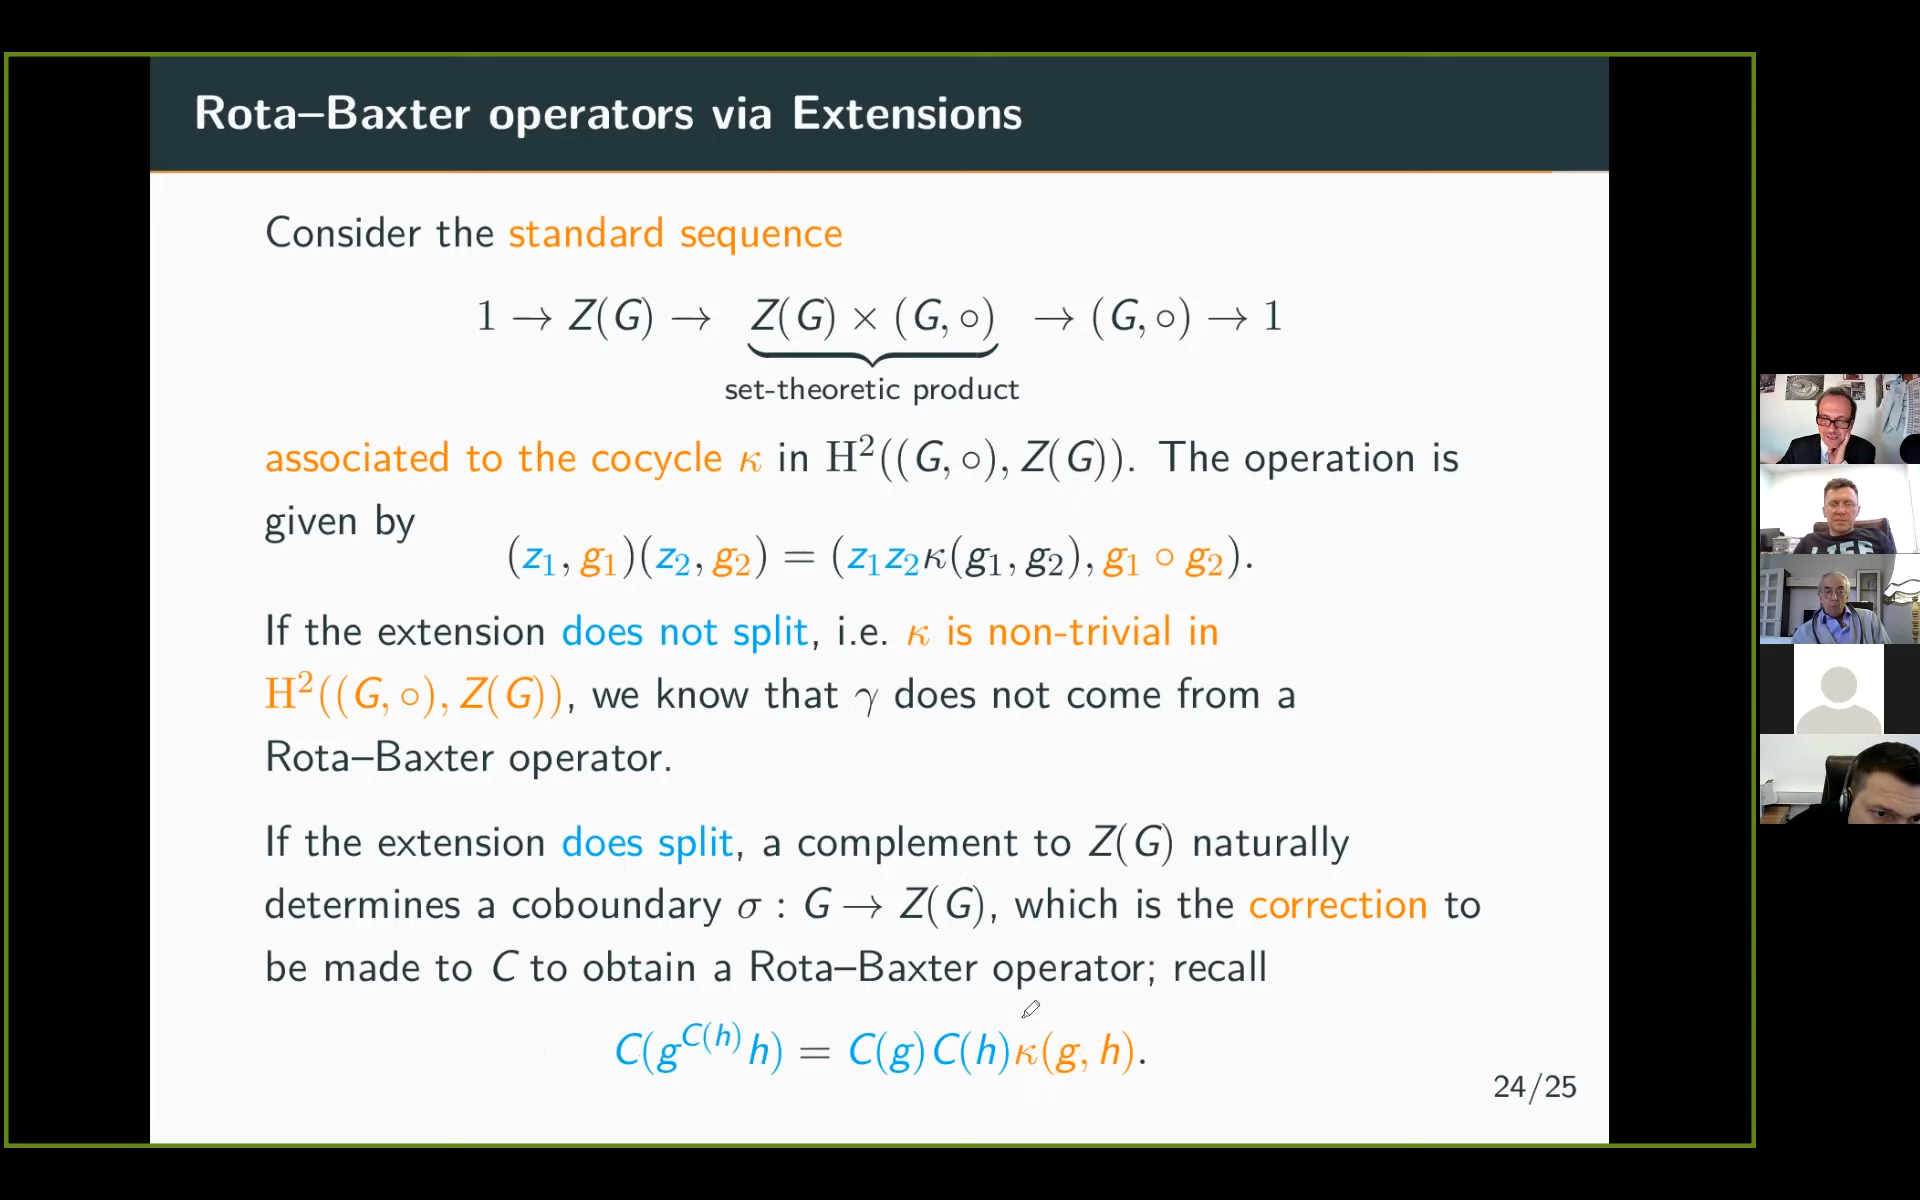 Rota–Baxter operators via Extensions
Consider the standard sequence
1 → Z(G) → Z(G) × (G, ∘) → (G, ∘) → 1
set-theoretic product
associated to the cocycle κ in H²((G, ∘), Z(G)). The operation is
given by
(z₁, g₁)(z₂, g₂) = (z₁z₂κ(g₁, g₂), g₁ ∘ g₂).
If the extension does not split, i.e. κ is non-trivial in
H²((G, ∘), Z(G)), we know that γ does not come from a
Rota–Baxter operator.
If the extension does split, a complement to Z(G) naturally
determines a coboundary σ : G → Z(G), which is the correction to
be made to C to obtain a Rota–Baxter operator; recall
C(g^{C(h)}h) = C(g)C(h)κ(g, h).
24/25